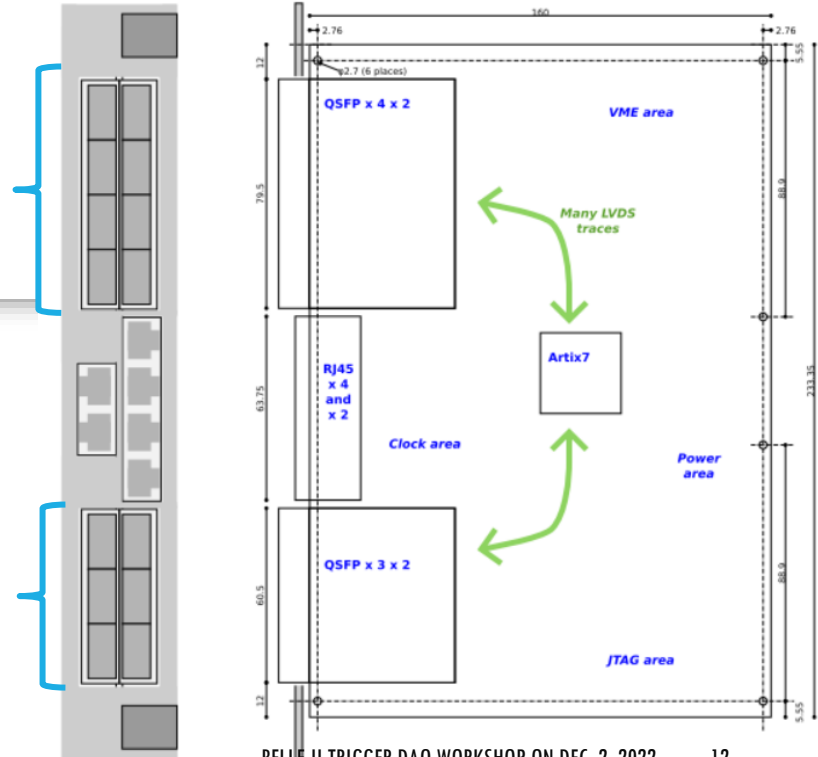 160
2.76
2.76
5.55
12
φ2.7 (6 places)
QSFP x 4 x 2
VME area
79.5
88.9
Many LVDS
traces
Artix7
RJ45
x 4
and
x 2
63.75
233.35
Clock area
Power
area
QSFP x 3 x 2
60.5
88.9
JTAG area
12
5.55
BELLE II TRIGGER DAQ WORKSHOP ON DEC. 2, 2022 12